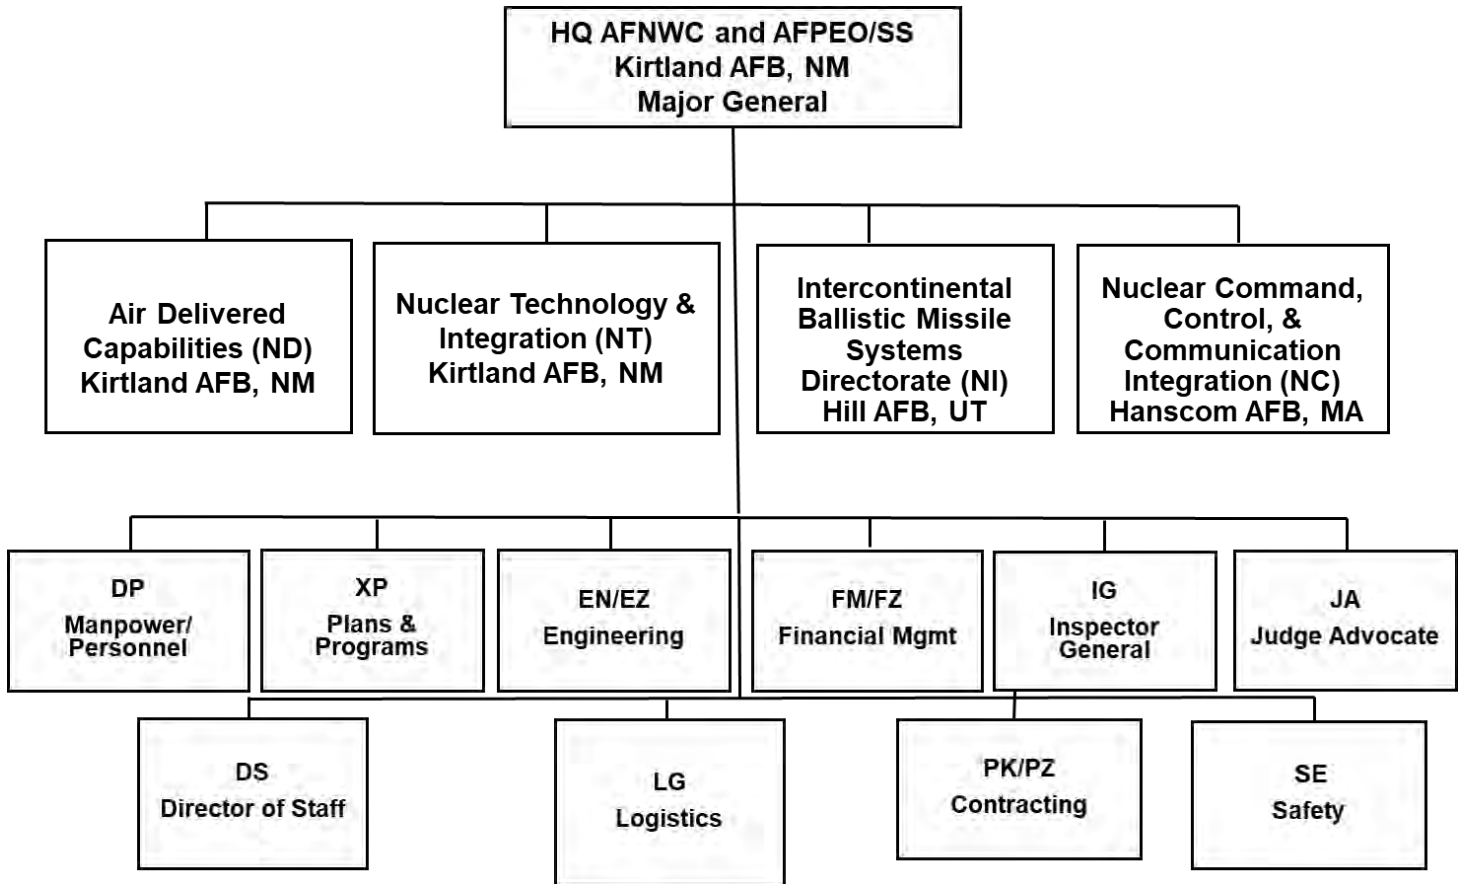 HQ AFNWC and AFPEO/SS
Kirtland AFB, NM
Major General
Air Delivered
Capabilities (ND)
Kirtland AFB, NM
Nuclear Technology &
Integration (NT)
Kirtland AFB, NM
Intercontinental
Ballistic Missile
Systems
Directorate (NI)
Hill AFB, UT
Nuclear Command,
Control, &
Communication
Integration (NC)
Hanscom AFB, MA
DP
Manpower/
Personnel
XP
Plans &
Programs
EN/EZ
Engineering
FM/FZ
Financial Mgmt
IG
Inspector
General
JA
Judge Advocate
DS
Director of Staff
LG
Logistics
PK/PZ
Contracting
SE
Safety